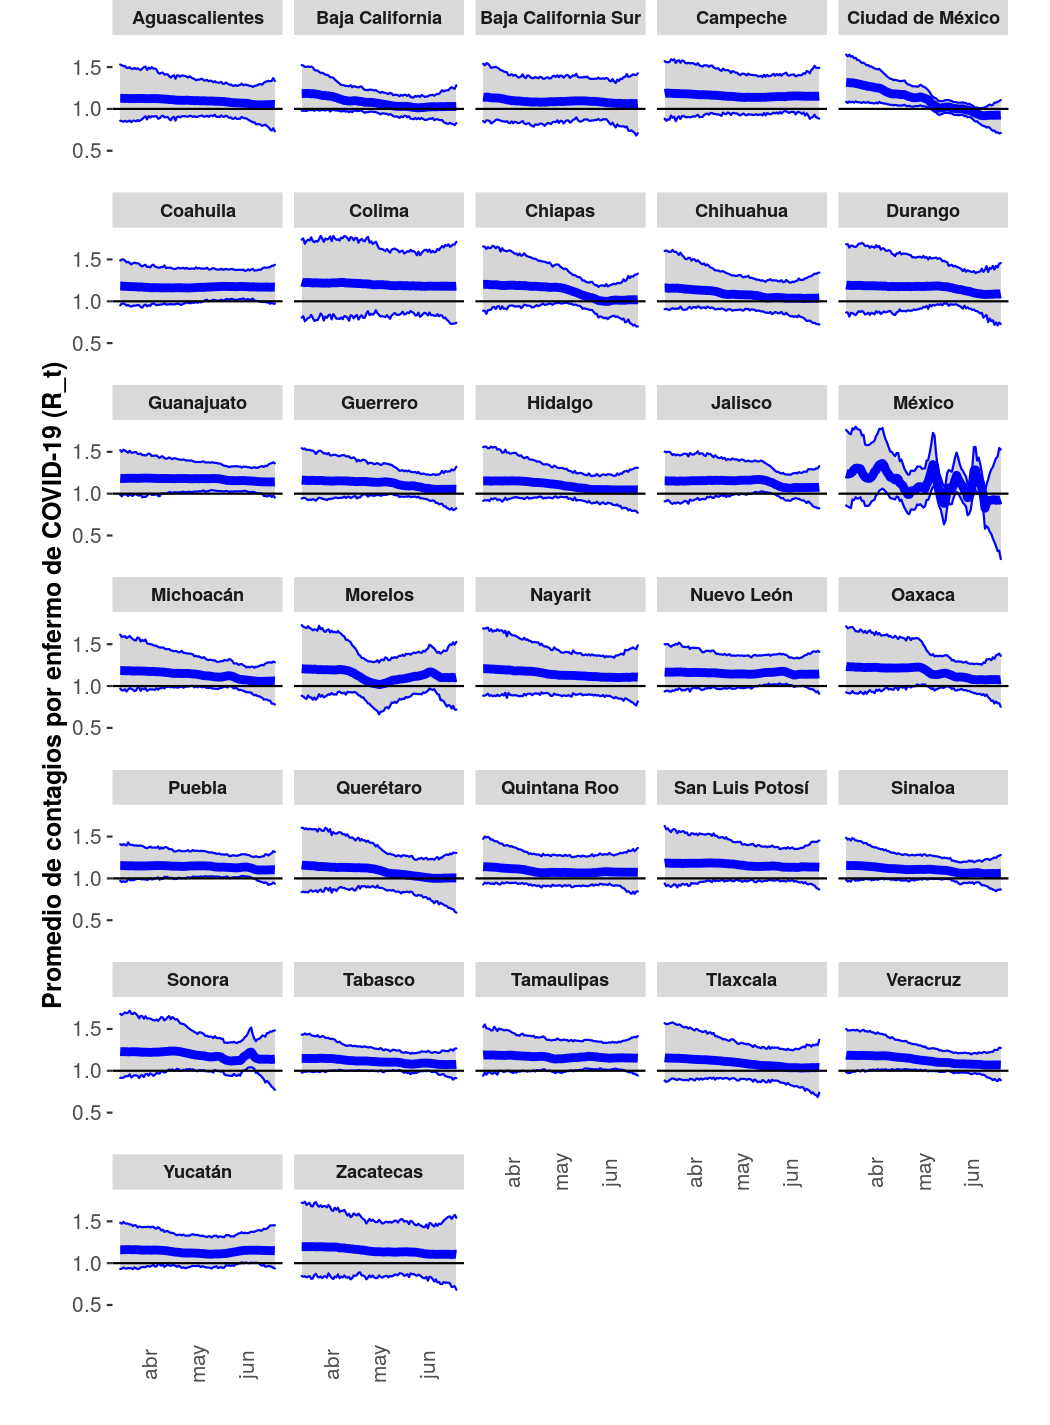 Aguascalientes Baja California Baja California Sur Campeche Ciudad de México
1.5
1.0
0.5
Coahuila Colima Chiapas Chihuahua Durango
1.5
1.0
0.5
Guanajuato Guerrero Hidalgo Jalisco México
1.5
1.0
0.5
Promedio de contagios por enfermo de COVID-19 (R_t)
Michoacán Morelos Nayarit Nuevo León Oaxaca
1.5
1.0
0.5
Puebla Querétaro Quintana Roo San Luis Potosí Sinaloa
1.5
1.0
0.5
Sonora Tabasco Tamaulipas Tlaxcala Veracruz
1.5
1.0
0.5
abr may jun abr may jun abr may jun
Yucatán Zacatecas
1.5
1.0
0.5
abr may jun abr may jun